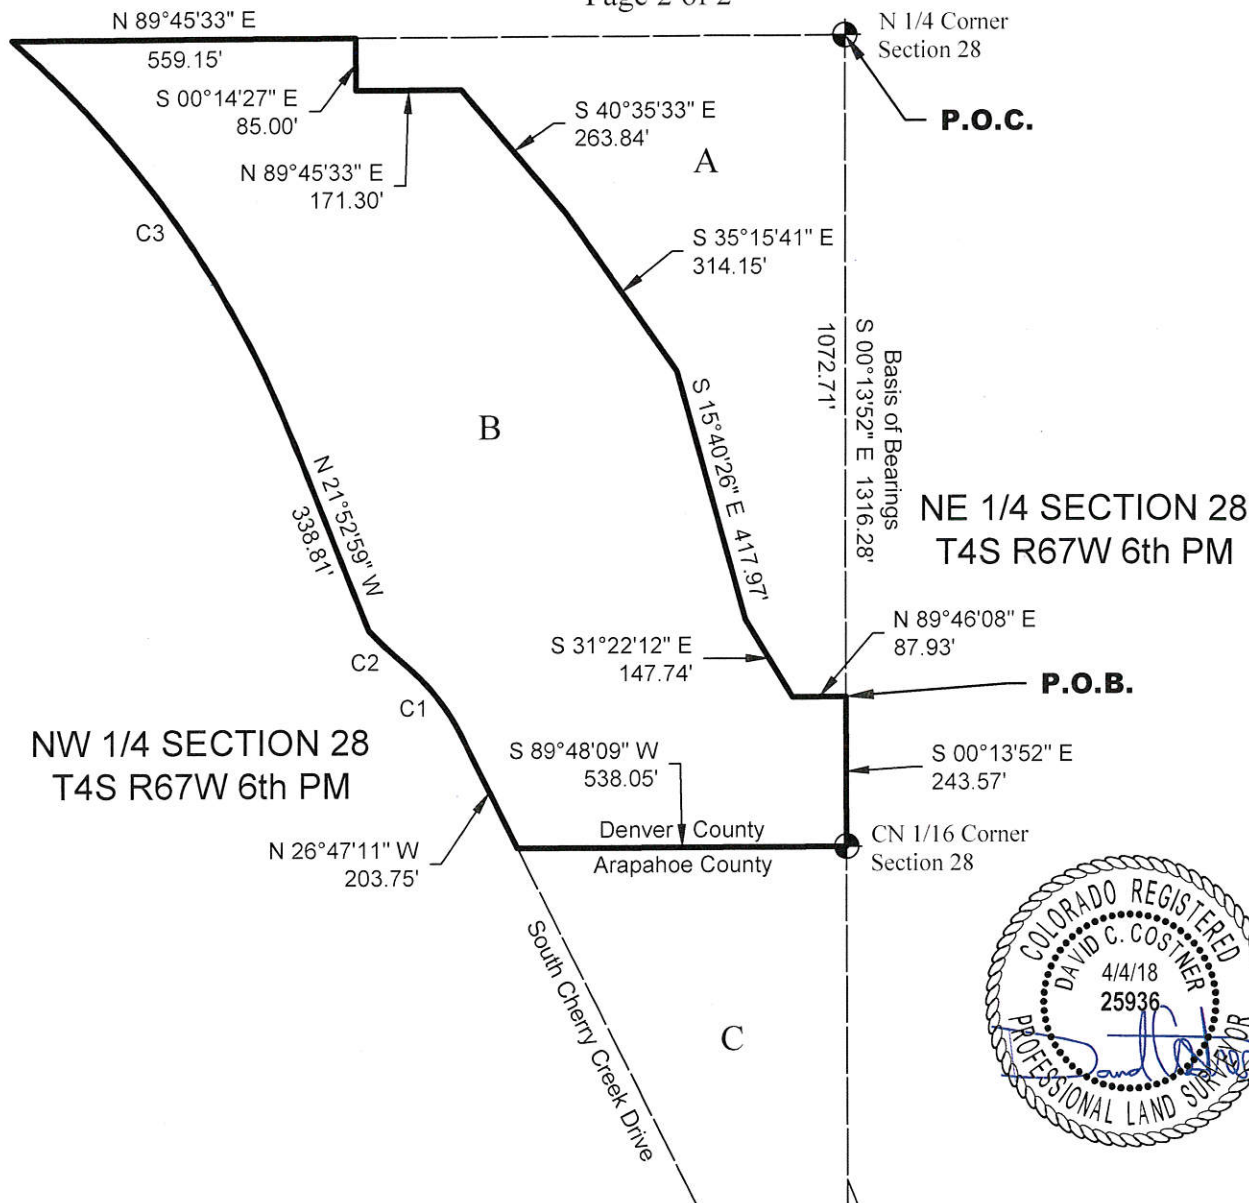 Page 2 of 2
N 89°45'33" E
559.15'
N 1/4 Corner
Section 28
P.O.C.
S 00°14'27" E
85.00'
S 40°35'33" E
263.84'
A
N 89°45'33" E
171.30'
C3
S 35°15'41" E
314.15'
Basis of Bearings
S 00°13'52" E 1316.28'
1072.71'
B
S 15°40'26" E 417.97'
N 21°52'59" W
338.81'
NE 1/4 SECTION 28
T4S R67W 6th PM
N 89°46'08" E
87.93'
S 31°22'12" E
147.74'
C2
C1
P.O.B.
NW 1/4 SECTION 28
T4S R67W 6th PM
S 89°48'09" W
538.05'
S 00°13'52" E
243.57'
Denver County
Arapahoe County
CN 1/16 Corner
Section 28
N 26°47'11" W
203.75'
South Cherry Creek Drive
C
COLORADO REGISTERED
DAVID C. COSTNER
4/4/18
25936
PROFESSIONAL LAND SURVEYOR